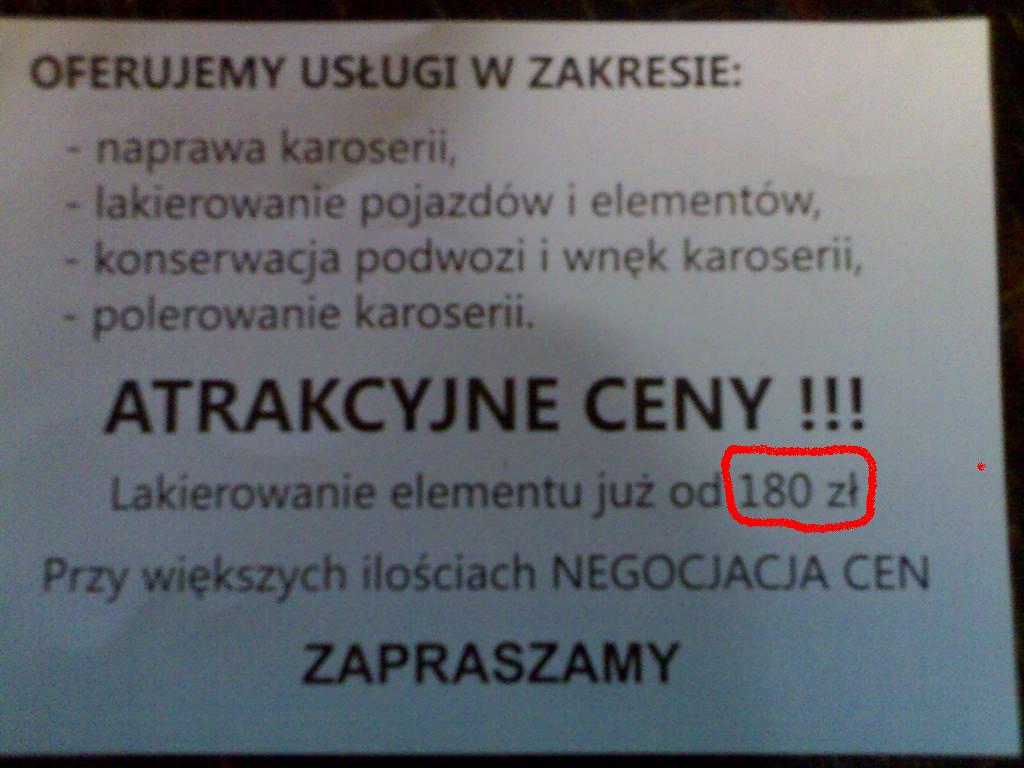 OFERUJEMY USŁUGI W ZAKRESIE:
- naprawa karoserii,
- lakierowanie pojazdów i elementów,
- konserwacja podwozi i wnęk karoserii,
- polerowanie karoserii.
ATRAKCYJNE CENY !!!
Lakierowanie elementu już od 180 zł
Przy większych ilościach NEGOCJACJA CEN
ZAPRASZAMY